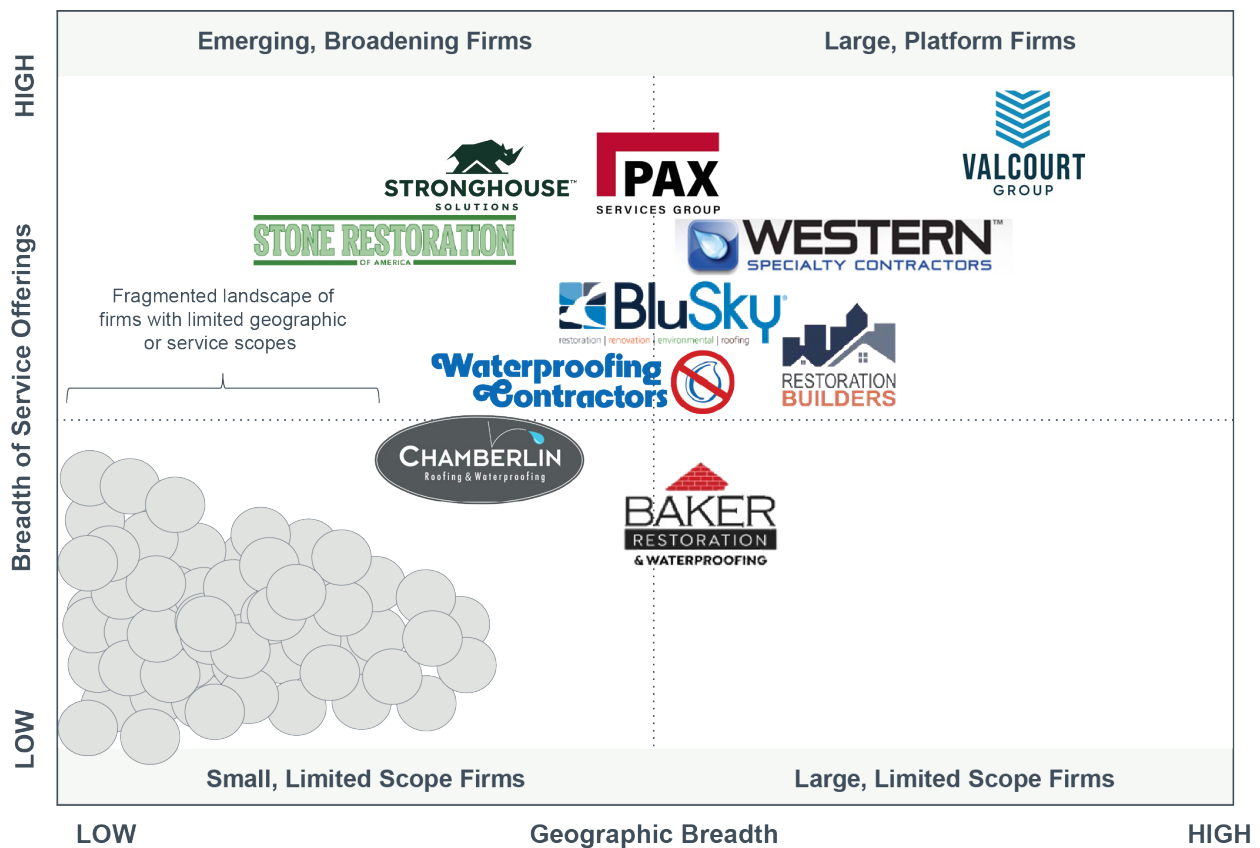 Emerging, Broadening Firms
Large, Platform Firms
HIGH
Breadth of Service Offerings
LOW
VALCOURT
GROUP
STRONGHOUSE™
SOLUTIONS
PAX
SERVICES GROUP
STONE RESTORATION
OF AMERICA
WESTERN™
SPECIALTY CONTRACTORS
Fragmented landscape of
firms with limited geographic
or service scopes
BluSky®
restoration | renovation | environmental | roofing
RESTORATION
BUILDERS
Waterproofing
Contractors
CHAMBERLIN
Roofing & Waterproofing
BAKER
RESTORATION
& WATERPROOFING
Small, Limited Scope Firms
Large, Limited Scope Firms
LOW
Geographic Breadth
HIGH